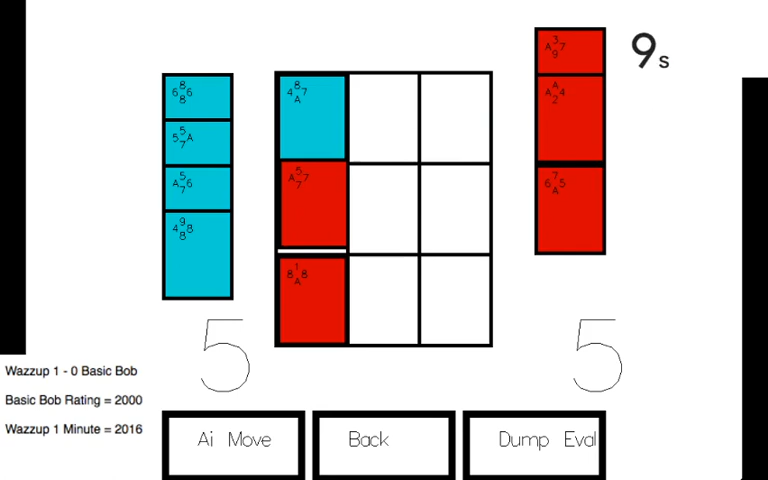 9s
8
6 6
8
5
5 A
7
5
A 6
7
9
4 8
8
8
4 7
A
5
A 7
7
1
8 8
A
3
A 7
9
A
A 4
2
7
6 5
A
5
5
Wazzup 1 - 0 Basic Bob
Basic Bob Rating = 2000
Wazzup 1 Minute = 2016
Ai Move
Back
Dump Eval